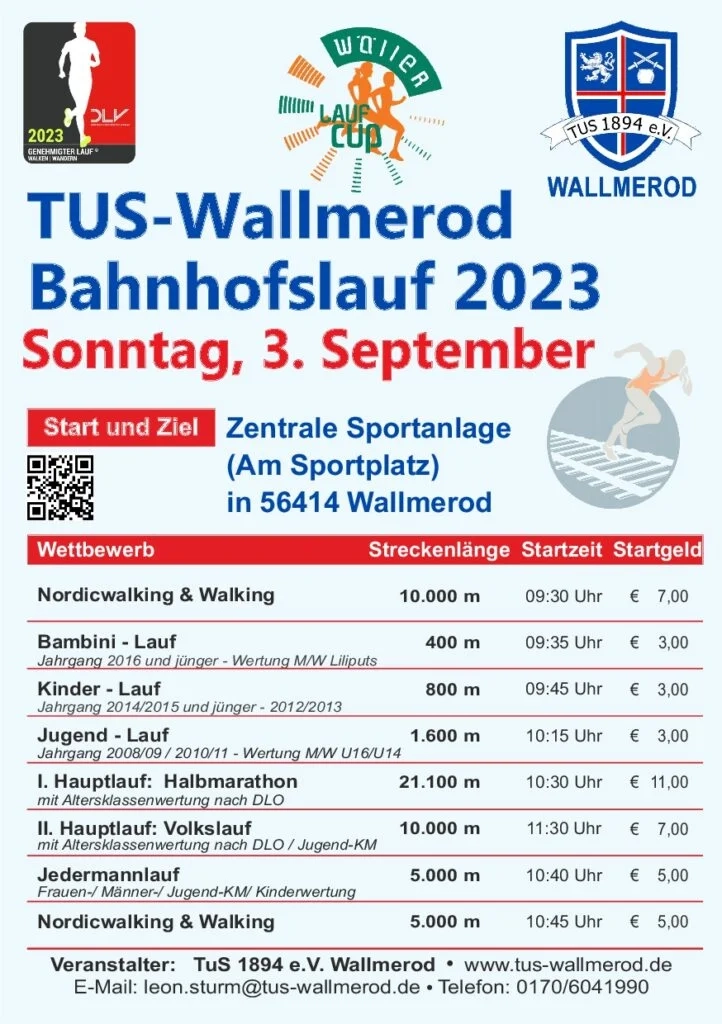 2023
DLV
GENEHMIGTER LAUF®
WALKEN | WANDERN
Wäller
LAUF
CUP
TUS 1894 e.V.
WALLMEROD
TUS-Wallmerod
Bahnhofslauf 2023
Sonntag, 3. September
Start und Ziel Zentrale Sportanlage
(Am Sportplatz)
in 56414 Wallmerod
Wettbewerb Streckenlänge Startzeit Startgeld
Nordicwalking & Walking 10.000 m 09:30 Uhr € 7,00
Bambini - Lauf 400 m 09:35 Uhr € 3,00
Jahrgang 2016 und jünger - Wertung M/W Liliputs
Kinder - Lauf 800 m 09:45 Uhr € 3,00
Jahrgang 2014/2015 und jünger - 2012/2013
Jugend - Lauf 1.600 m 10:15 Uhr € 3,00
Jahrgang 2008/09 / 2010/11 - Wertung M/W U16/U14
I. Hauptlauf: Halbmarathon 21.100 m 10:30 Uhr € 11,00
mit Altersklassenwertung nach DLO
II. Hauptlauf: Volkslauf 10.000 m 11:30 Uhr € 7,00
mit Altersklassenwertung nach DLO / Jugend-KM
Jedermannlauf 5.000 m 10:40 Uhr € 5,00
Frauen-/ Männer-/ Jugend-KM/ Kinderwertung
Nordicwalking & Walking 5.000 m 10:45 Uhr € 5,00
Veranstalter: TuS 1894 e.V. Wallmerod • www.tus-wallmerod.de
E-Mail: leon.sturm@tus-wallmerod.de • Telefon: 0170/6041990